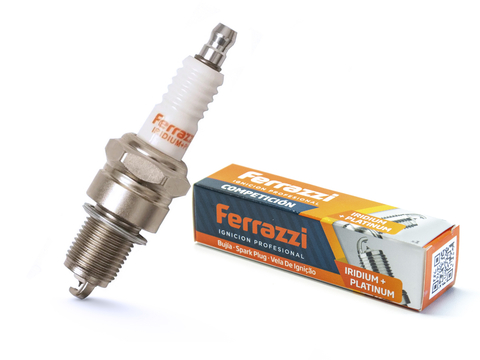 Ferrazzi
IRIDIUM+
Ferrazzi
IGNICION PROFESIONAL
COMPETICIÓN
IRIDIUM
+ PLATINUM
Ferrazzi
IGNICION PROFESIONAL
Bujía · Spark Plug · Vela De Ignição
IRIDIUM +
PLATINUM